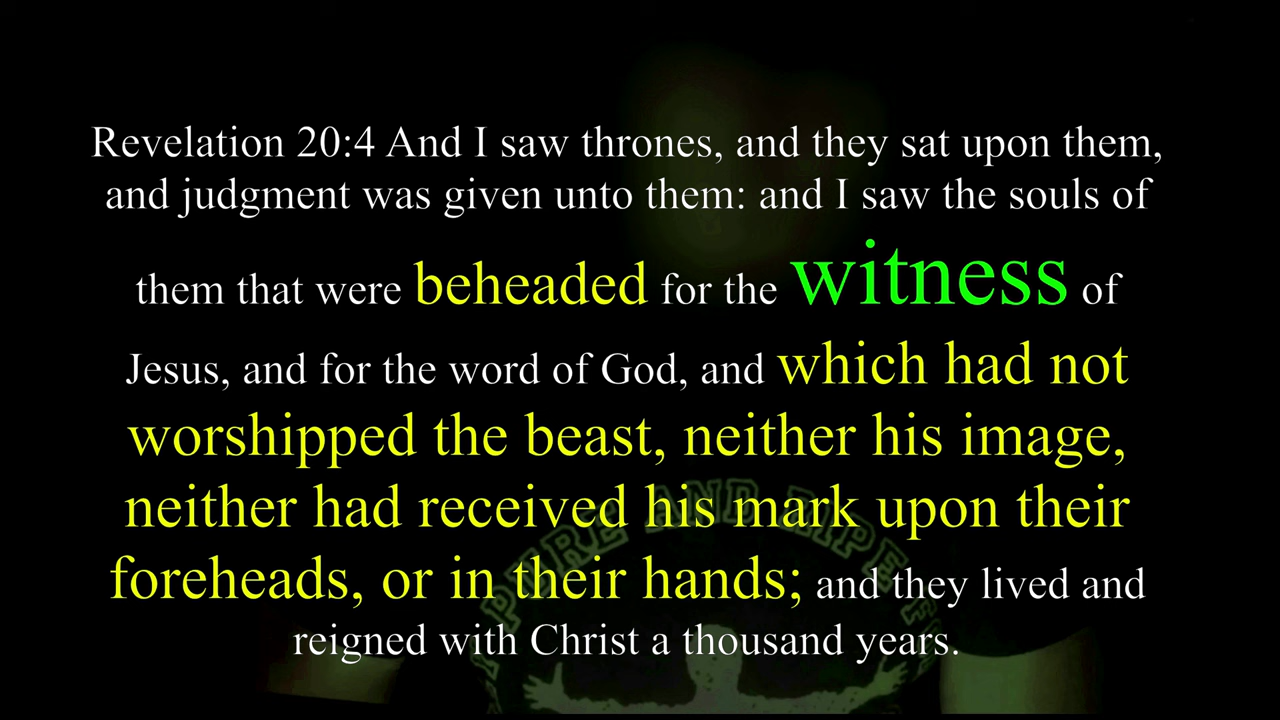 Revelation 20:4 And I saw thrones, and they sat upon them,
and judgment was given unto them: and I saw the souls of
them that were beheaded for the witness of
Jesus, and for the word of God, and which had not
worshipped the beast, neither his image,
neither had received his mark upon their
foreheads, or in their hands; and they lived and
reigned with Christ a thousand years.
AND